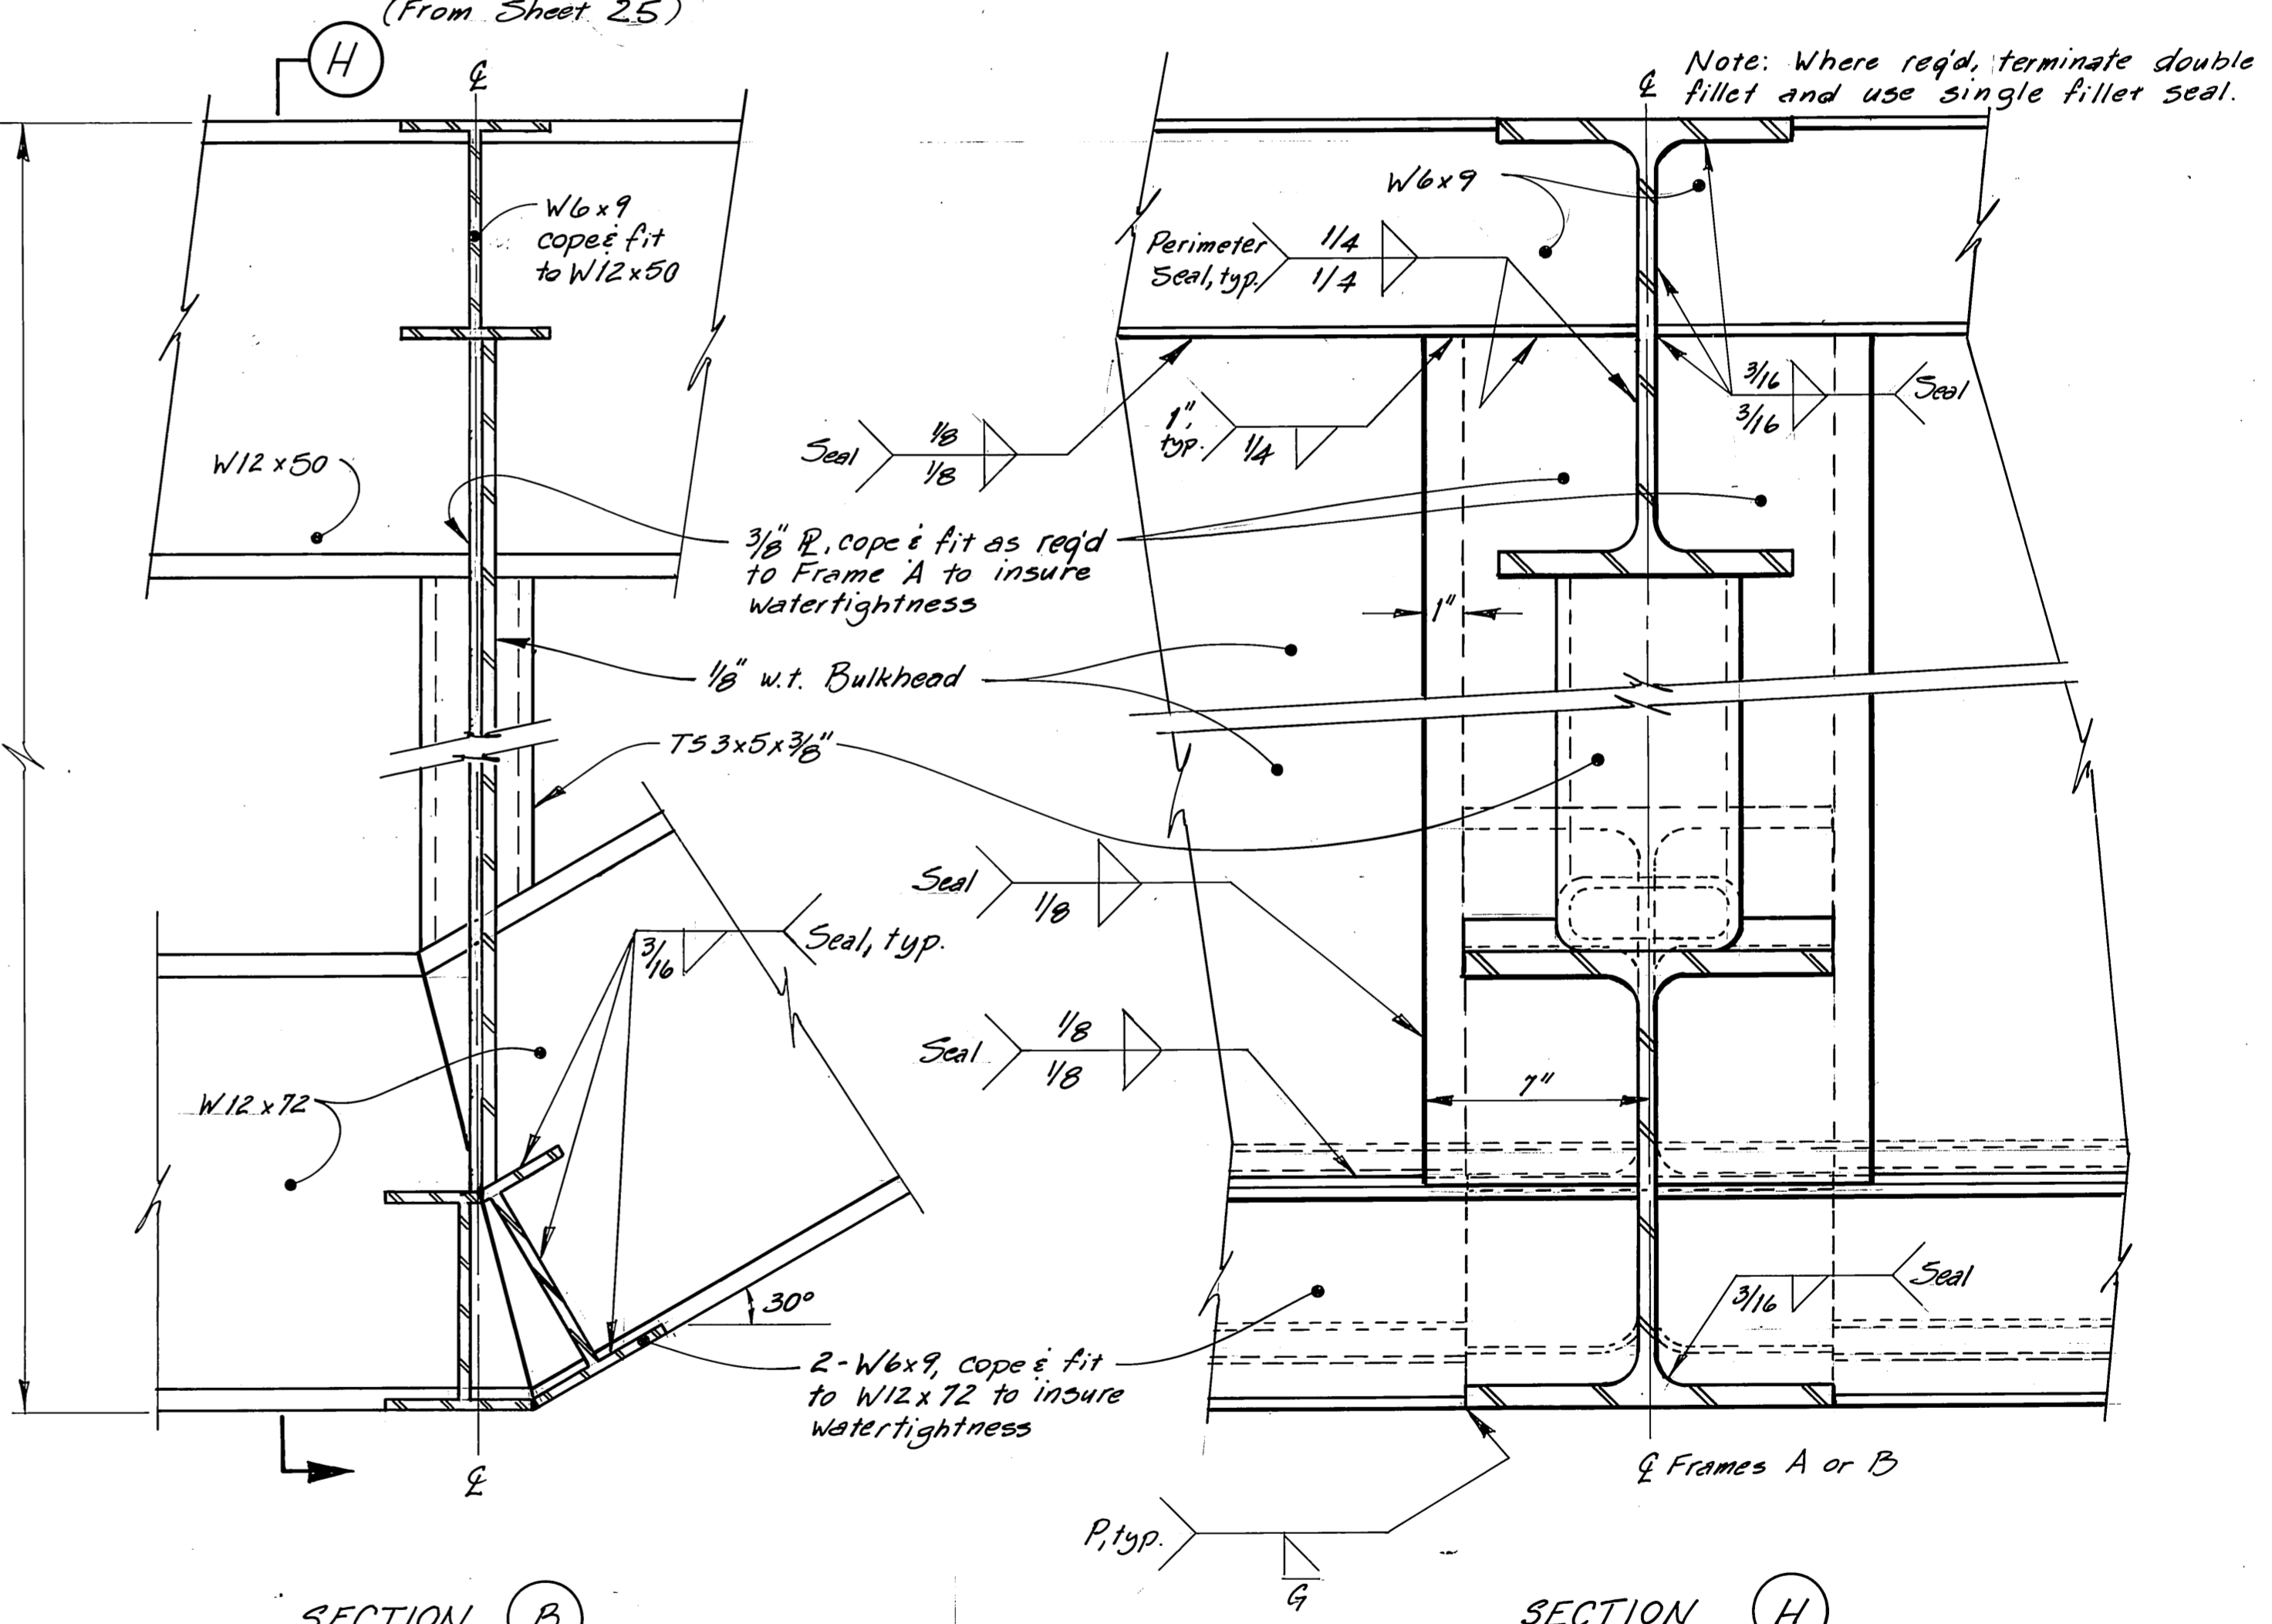 (From Sheet 25)
H
℄
W6x9
cope & fit
to W12x50
W12x50
3/8" ℞, cope & fit as req'd
to Frame A to insure
watertightness
1/8" w.t. Bulkhead
TS 3x5x3/8"
3/16
Seal, typ.
W12x72
30°
2-W6x9, cope & fit
to W12x72 to insure
watertightness
℄
SECTION B
Note: Where req'd, terminate double
fillet and use single fillet seal.
℄
W6x9
Perimeter
Seal, typ.
1/4
1/4
Seal
1/8
1/8
1",
typ.
1/4
3/16
3/16
Seal
1"
Seal
1/8
Seal
1/8
1/8
7"
3/16
Seal
℄ Frames A or B
P, typ.
G
SECTION H